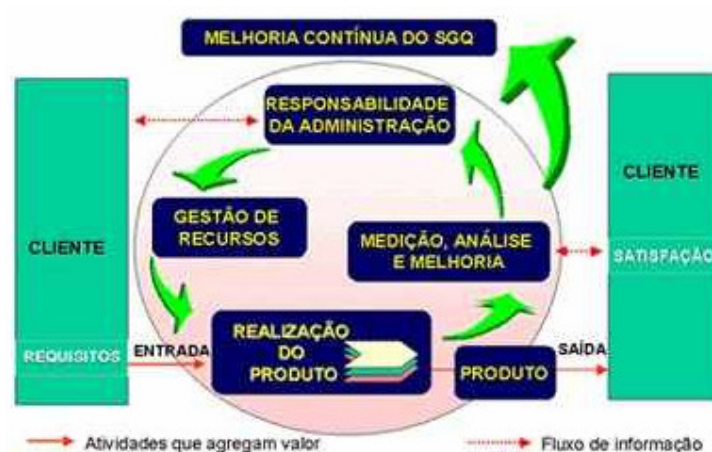 MELHORIA CONTÍNUA DO SGQ
RESPONSABILIDADE
DA ADMINISTRAÇÃO
CLIENTE
GESTÃO DE
RECURSOS
CLIENTE
MEDIÇÃO, ANÁLISE
E MELHORIA
SATISFAÇÃO
REQUISITOS
ENTRADA
REALIZAÇÃO
DO
PRODUTO
PRODUTO
SAÍDA
Atividades que agregam valor
Fluxo de informação